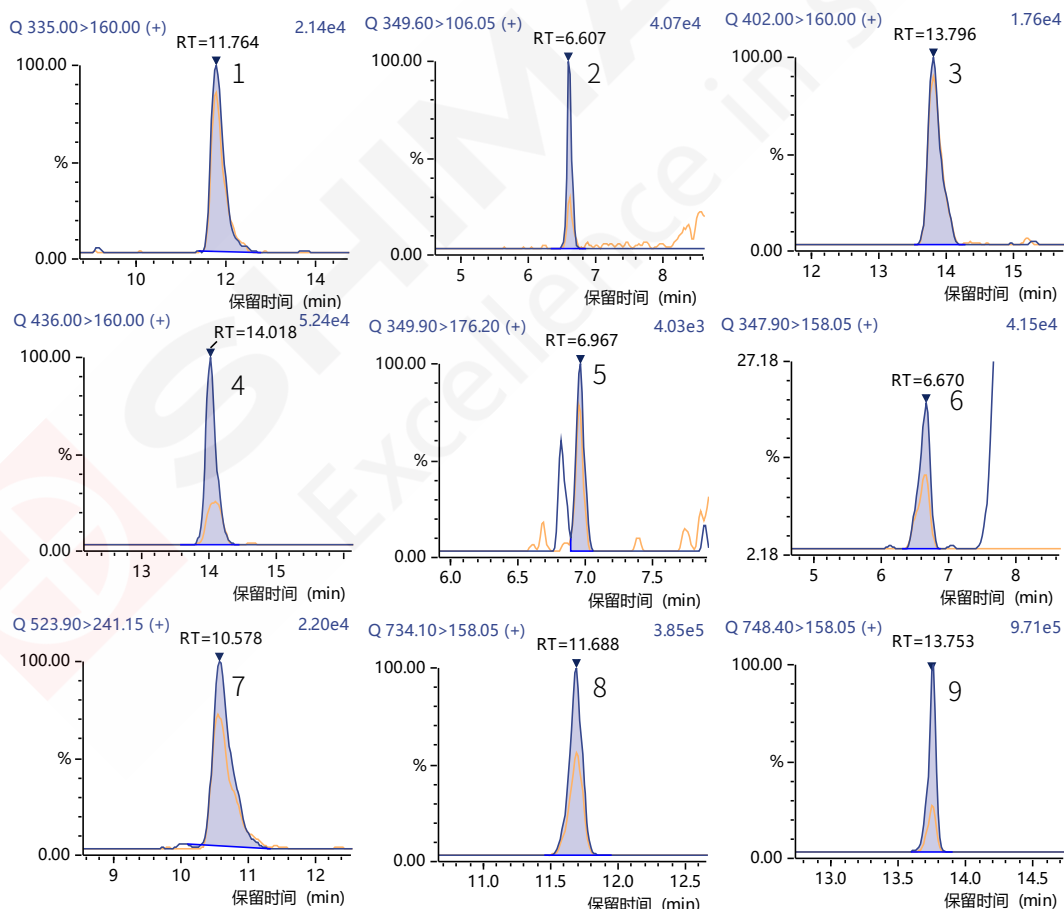 Q 335.00>160.00 (+) 2.14e4
RT=11.764
1
100.00
%
0.00
10 12 14
保留时间 (min)
Q 349.60>106.05 (+) 4.07e4
RT=6.607
2
100.00
%
0.00
5 6 7 8
保留时间 (min)
Q 402.00>160.00 (+) 1.76e4
RT=13.796
3
100.00
%
0.00
12 13 14 15
保留时间 (min)
Q 436.00>160.00 (+) 5.24e4
RT=14.018
4
100.00
%
0.00
13 14 15
保留时间 (min)
Q 349.90>176.20 (+) 4.03e3
RT=6.967
5
100.00
%
0.00
6.0 6.5 7.0 7.5
保留时间 (min)
Q 347.90>158.05 (+) 4.15e4
RT=6.670
6
27.18
%
2.18
5 6 7 8
保留时间 (min)
Q 523.90>241.15 (+) 2.20e4
RT=10.578
7
100.00
%
0.00
9 10 11 12
保留时间 (min)
Q 734.10>158.05 (+) 3.85e5
RT=11.688
8
100.00
%
0.00
11.0 11.5 12.0 12.5
保留时间 (min)
Q 748.40>158.05 (+) 9.71e5
RT=13.753
9
100.00
%
0.00
13.0 13.5 14.0 14.5
保留时间 (min)
SHIMA
Excellence in s